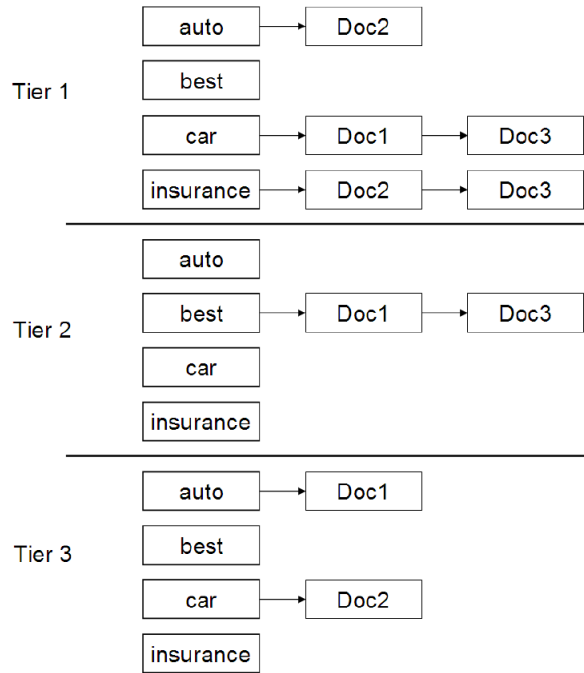 auto Doc2
Tier 1
best
car Doc1 Doc3
insurance Doc2 Doc3
auto
best Doc1 Doc3
Tier 2
car
insurance
auto Doc1
best
Tier 3
car Doc2
insurance